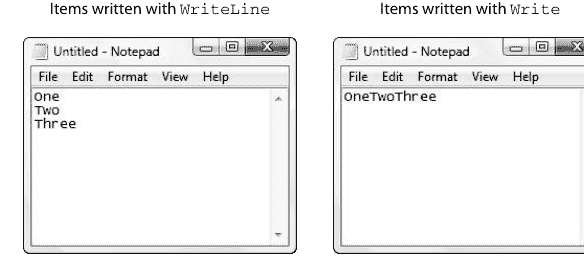 Items written with WriteLine
Items written with Write
Untitled - Notepad
File Edit Format View Help
One
Two
Three
Untitled - Notepad
File Edit Format View Help
OneTwoThree